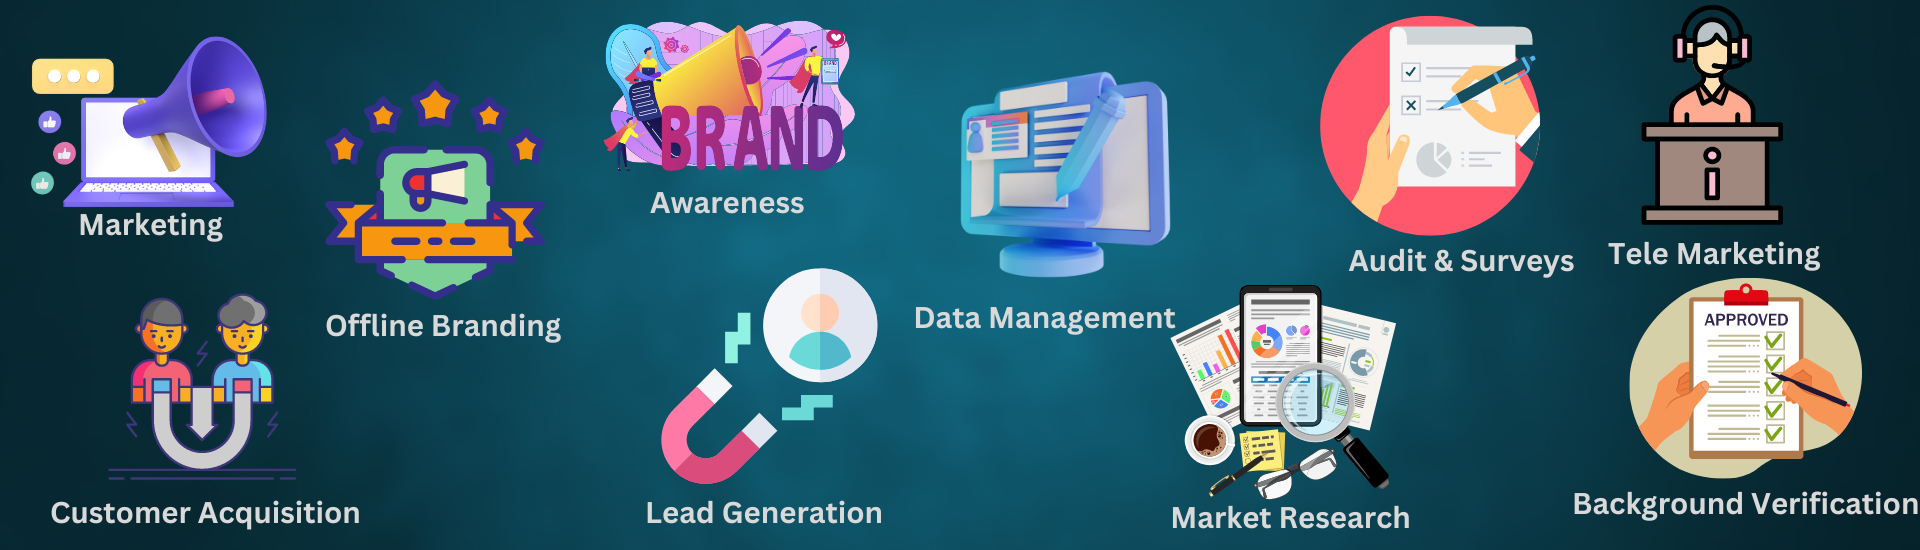 BRAND
Awareness
Marketing
Offline Branding
Data Management
Audit & Surveys
Tele Marketing
i
APPROVED
Customer Acquisition
Lead Generation
Market Research
Background Verification